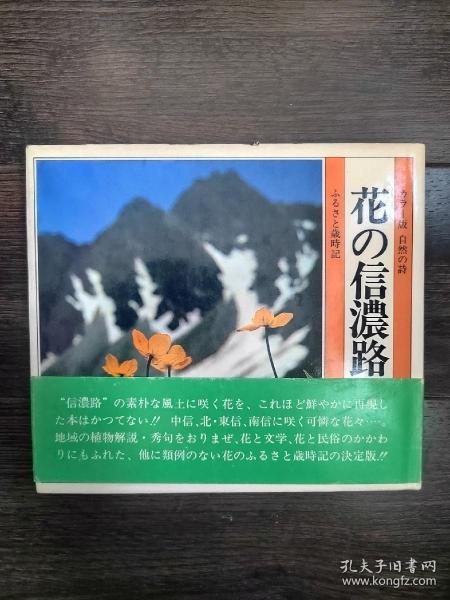 カラー版 自然の詩
花の信濃路
ふるさと歳時記
“信濃路”の素朴な風土に咲く花を、これほど鮮やかに再現し
た本はかつてない!! 中信、北・東信、南信に咲く可憐な花々…。
地域の植物解説・秀句をおりまぜ、花と文学、花と民俗のかかわ
りにもふれた、他に類例のない花のふるさと歳時記の決定版!!
孔夫子旧书网
www.kongfz.com